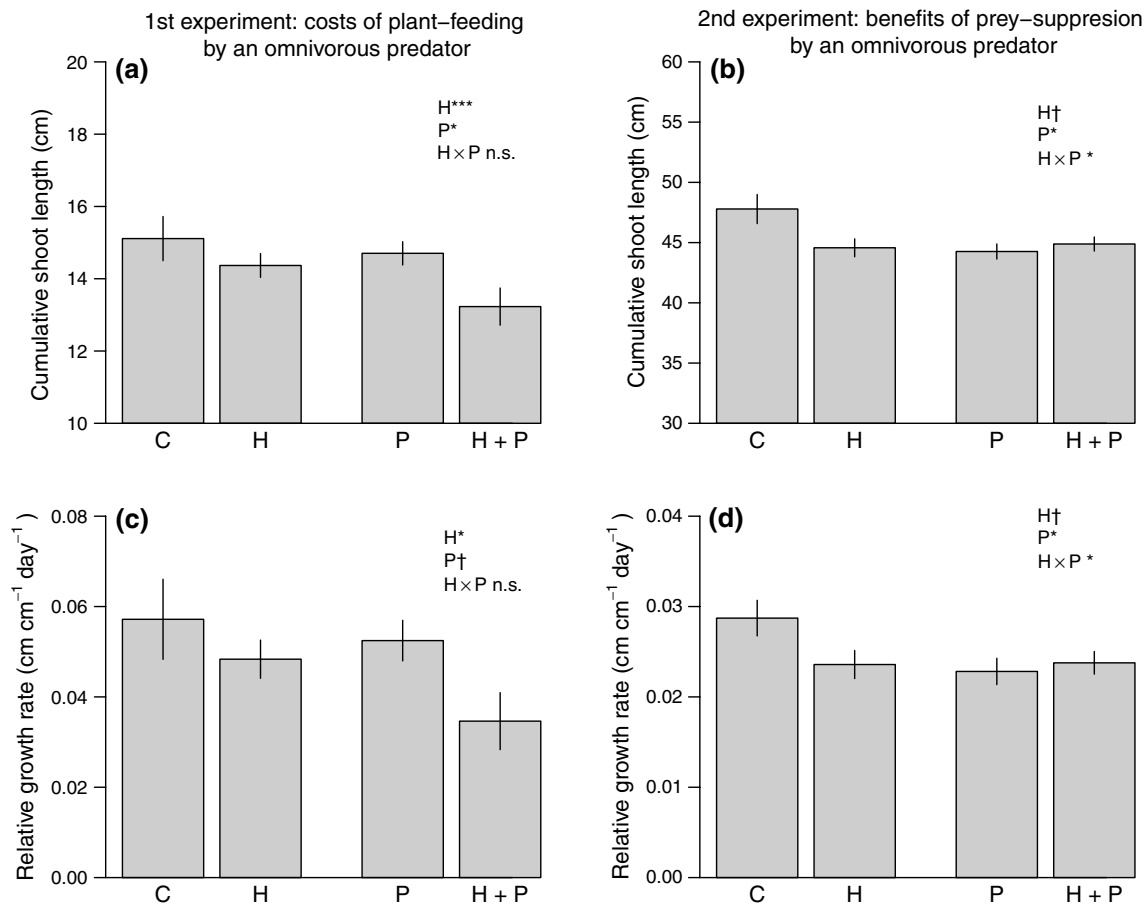 1st experiment: costs of plant−feeding
by an omnivorous predator
2nd experiment: benefits of prey−suppresion
by an omnivorous predator
(a)
H***
P*
H×P n.s.
Cumulative shoot length (cm)
20
18
16
14
12
10
C H P H + P
(b)
H†
P*
H×P *
Cumulative shoot length (cm)
60
55
50
45
40
35
30
C H P H + P
(c)
H*
P†
H×P n.s.
Relative growth rate (cm cm⁻¹ day⁻¹ )
0.08
0.06
0.04
0.02
0.00
C H P H + P
(d)
H†
P*
H×P *
Relative growth rate (cm cm⁻¹ day⁻¹ )
0.04
0.03
0.02
0.01
0.00
C H P H + P